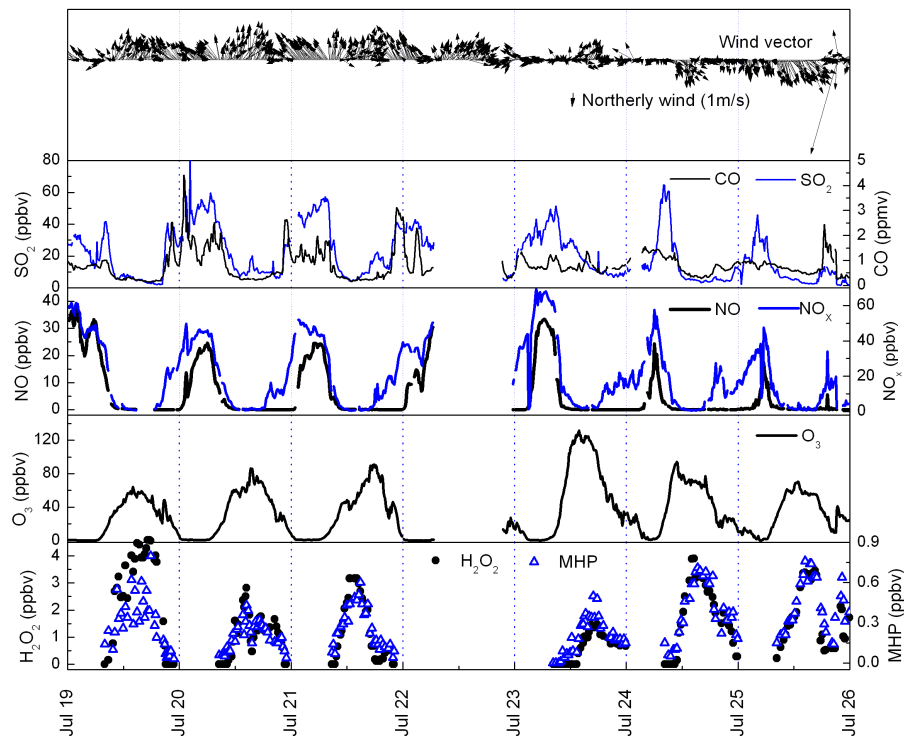 Wind vector
Northerly wind (1m/s)
80
60
40
20
0
SO2 (ppbv)
CO
SO2
5
4
3
2
1
0
CO (ppmv)
40
30
20
10
0
NO (ppbv)
NO
NOX
60
40
20
0
NOx (ppbv)
120
80
40
0
O3 (ppbv)
O3
4
3
2
1
0
H2O2 (ppbv)
H2O2
MHP
0.9
0.6
0.3
0.0
MHP (ppbv)
Jul 19
Jul 20
Jul 21
Jul 22
Jul 23
Jul 24
Jul 25
Jul 26